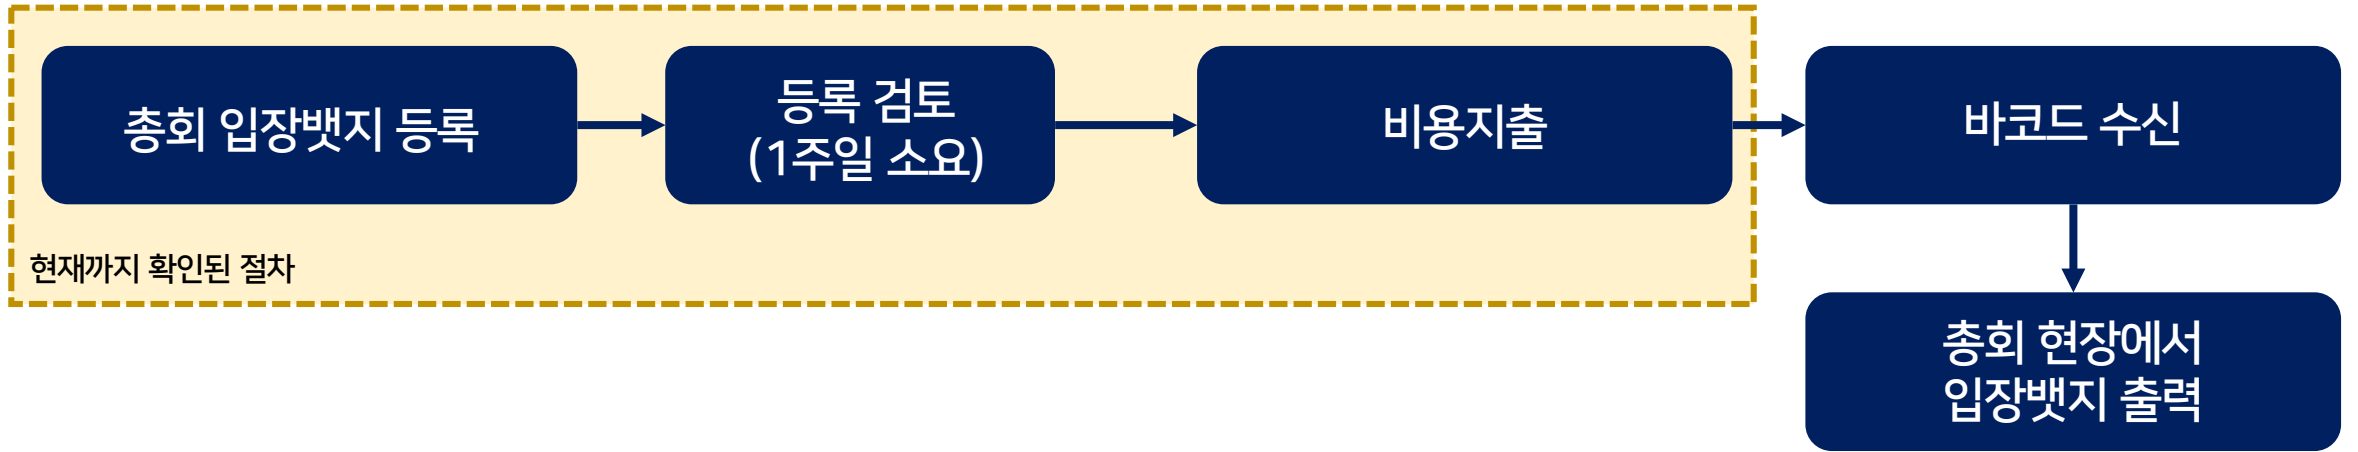 총회 입장뱃지 등록
등록 검토
(1주일 소요)
비용지출
바코드 수신
현재까지 확인된 절차
총회 현장에서
입장뱃지 출력